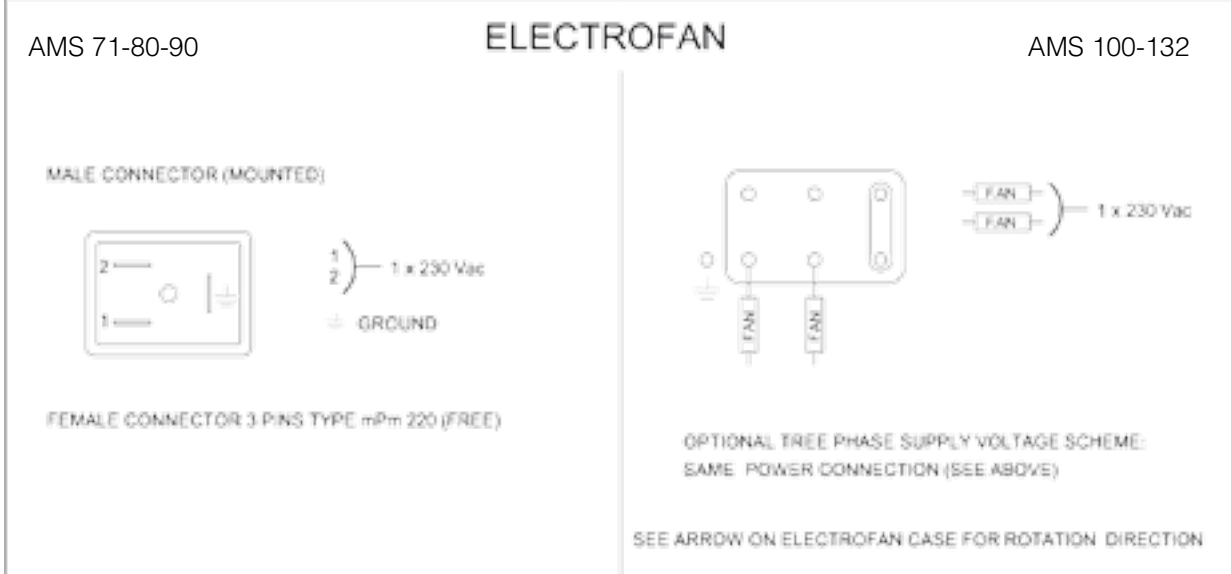 ELECTROFAN
AMS 71-80-90
AMS 100-132
MALE CONNECTOR (MOUNTED)
2
1
1
2
1 x 230 Vac
GROUND
FEMALE CONNECTOR 3 PINS TYPE mPm 220 (FREE)
FAN
FAN
1 x 230 Vac
FAN
FAN
OPTIONAL TREE PHASE SUPPLY VOLTAGE SCHEME:
SAME POWER CONNECTION (SEE ABOVE)
SEE ARROW ON ELECTROFAN CASE FOR ROTATION DIRECTION